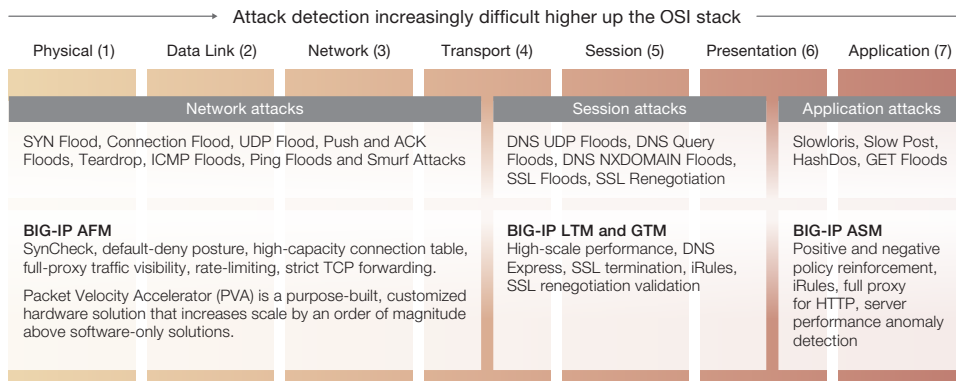 Attack detection increasingly difficult higher up the OSI stack
Physical (1)
Data Link (2)
Network (3)
Transport (4)
Session (5)
Presentation (6)
Application (7)
Network attacks
SYN Flood, Connection Flood, UDP Flood, Push and ACK
Floods, Teardrop, ICMP Floods, Ping Floods and Smurf Attacks
BIG-IP AFM
SynCheck, default-deny posture, high-capacity connection table,
full-proxy traffic visibility, rate-limiting, strict TCP forwarding.
Packet Velocity Accelerator (PVA) is a purpose-built, customized
hardware solution that increases scale by an order of magnitude
above software-only solutions.
Session attacks
DNS UDP Floods, DNS Query
Floods, DNS NXDOMAIN Floods,
SSL Floods, SSL Renegotiation
BIG-IP LTM and GTM
High-scale performance, DNS
Express, SSL termination, iRules,
SSL renegotiation validation
Application attacks
Slowloris, Slow Post,
HashDos, GET Floods
BIG-IP ASM
Positive and negative
policy reinforcement,
iRules, full proxy
for HTTP, server
performance anomaly
detection